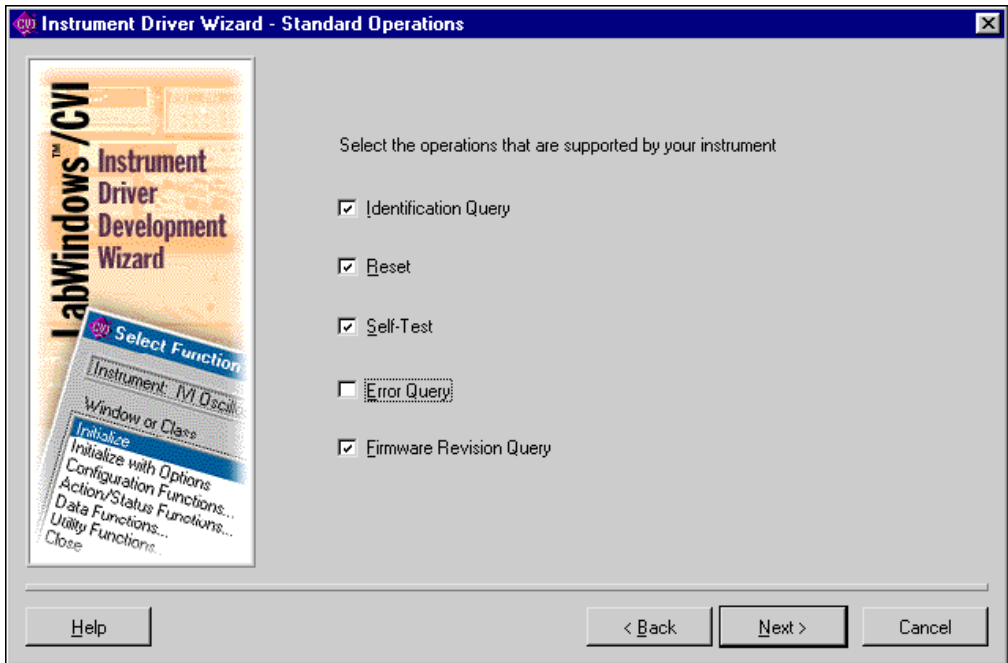 Instrument Driver Wizard - Standard Operations
LabWindows™/CVI
Instrument
Driver
Development
Wizard
CVI
Select Function
Instrument: IVI Oscill
Window or Class
Initialize
Initialize with Options
Configuration Functions...
Action/Status Functions...
Data Functions...
Utility Functions...
Close
Select the operations that are supported by your instrument
Identification Query
Reset
Self-Test
Error Query
Firmware Revision Query
Help
< Back
Next >
Cancel